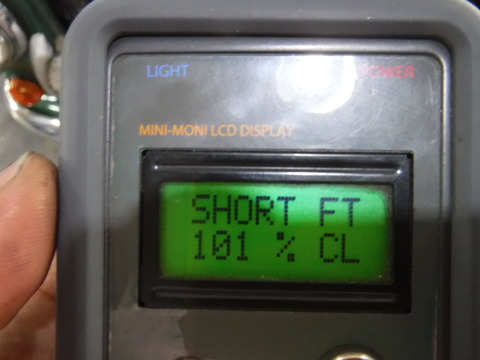 LIGHT
POWER
MINI-MONI LCD DISPLAY
SHORT FT
101 % CL